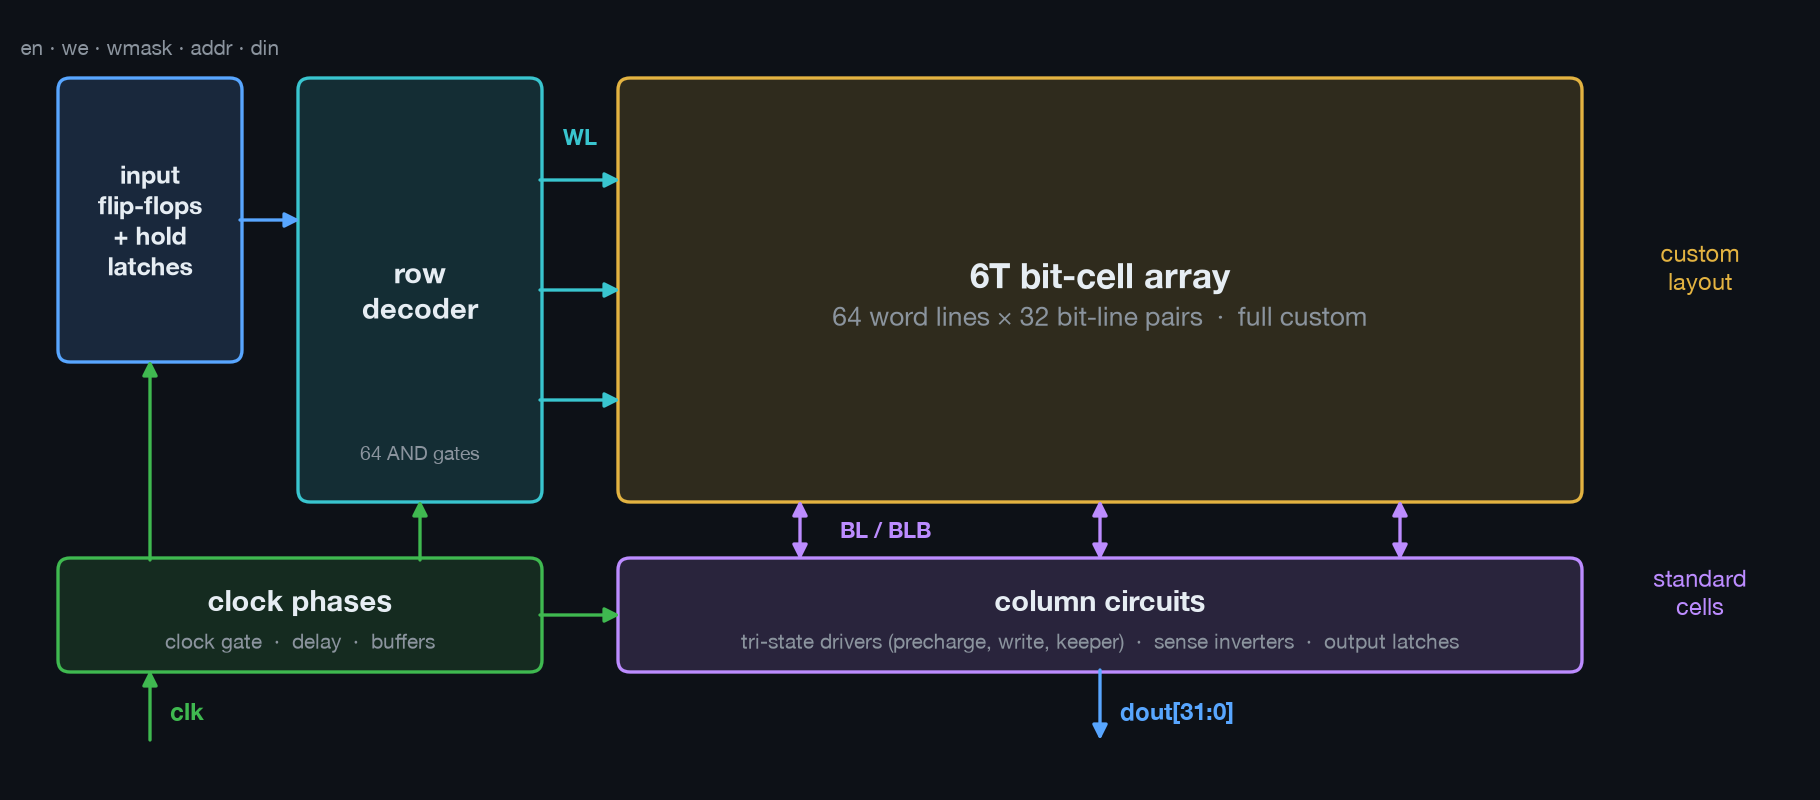 en · we · wmask · addr · din
input
flip-flops
+ hold
latches
row
decoder
64 AND gates
WL
6T bit-cell array
64 word lines × 32 bit-line pairs · full custom
custom
layout
BL / BLB
clock phases
clock gate · delay · buffers
column circuits
tri-state drivers (precharge, write, keeper) · sense inverters · output latches
standard
cells
clk
dout[31:0]